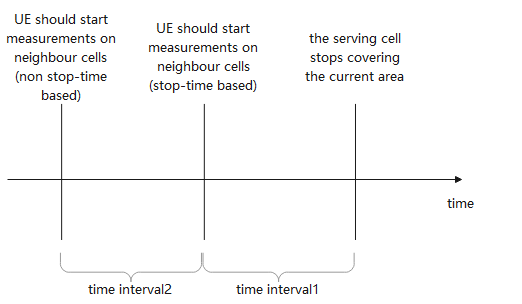 UE should start
measurements on
neighbour cells
(non stop-time
based)
UE should start
measurements on
neighbour cells
(stop-time based)
the serving cell
stops covering
the current area
time
time interval2
time interval1